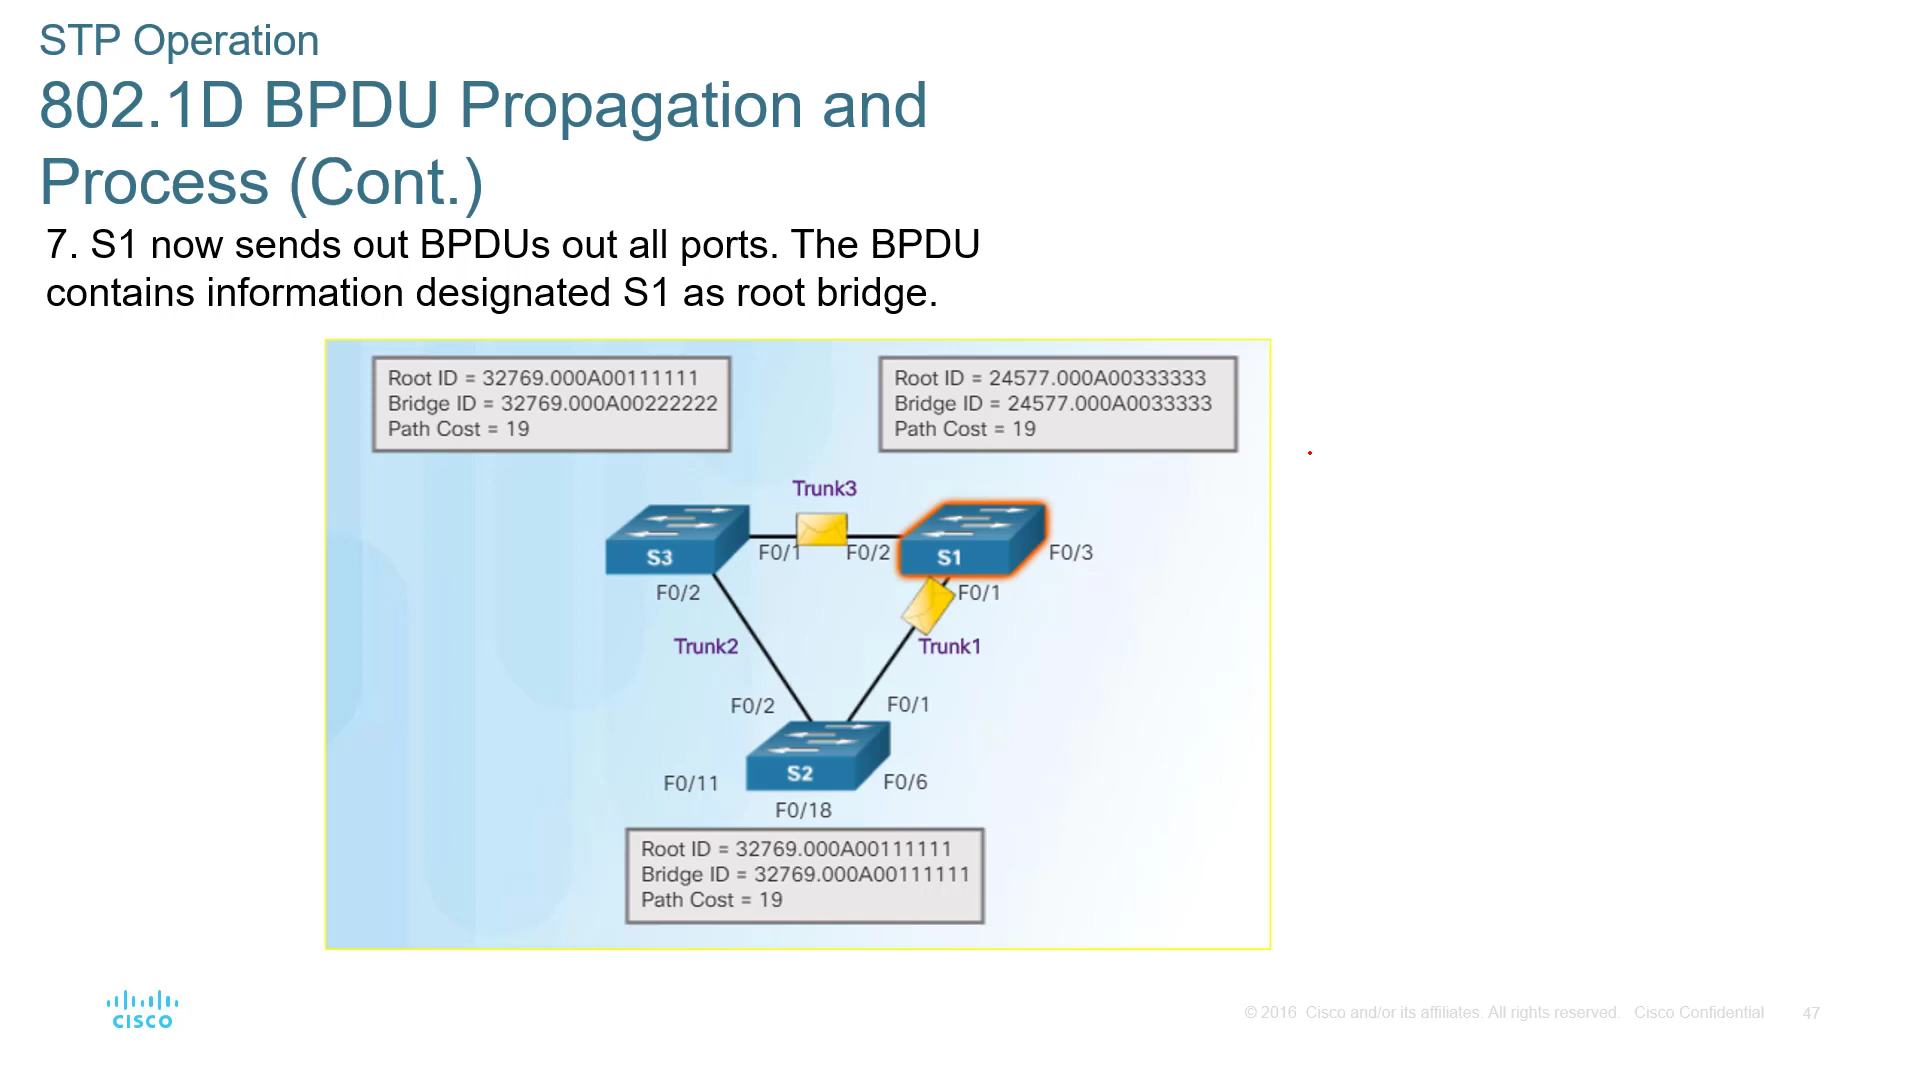 STP Operation
802.1D BPDU Propagation and
Process (Cont.)
7. S1 now sends out BPDUs out all ports. The BPDU
contains information designated S1 as root bridge.
Root ID = 32769.000A00111111
Bridge ID = 32769.000A00222222
Path Cost = 19
Root ID = 24577.000A00333333
Bridge ID = 24577.000A0033333
Path Cost = 19
Trunk3
S3
F0/1
F0/2
S1
F0/3
F0/2
F0/1
Trunk2
Trunk1
F0/2
F0/1
S2
F0/11
F0/6
F0/18
Root ID = 32769.000A00111111
Bridge ID = 32769.000A00111111
Path Cost = 19
CISCO
© 2016 Cisco and/or its affiliates. All rights reserved. Cisco Confidential
47